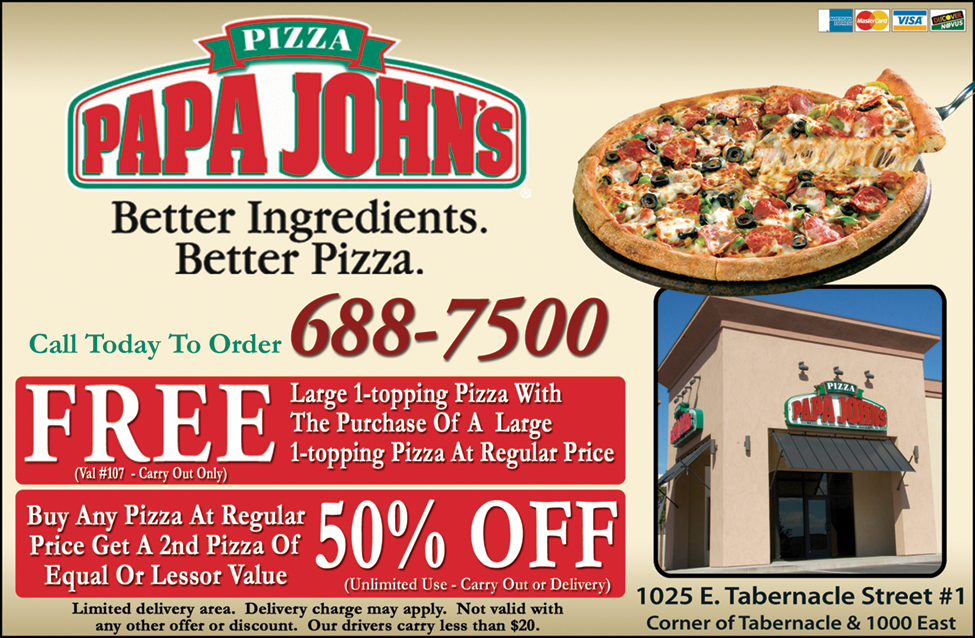 PIZZA
PAPA JOHN'S
Better Ingredients.
Better Pizza.
AMERICAN EXPRESS MasterCard VISA DISCOVER NOVUS
Call Today To Order 688-7500
FREE
(Val #107 - Carry Out Only)
Large 1-topping Pizza With
The Purchase Of A Large
1-topping Pizza At Regular Price
Buy Any Pizza At Regular
Price Get A 2nd Pizza Of
Equal Or Lessor Value
50% OFF
(Unlimited Use - Carry Out or Delivery)
Limited delivery area. Delivery charge may apply. Not valid with
any other offer or discount. Our drivers carry less than $20.
PIZZA
PAPA JOHN'S
1025 E. Tabernacle Street #1
Corner of Tabernacle & 1000 East